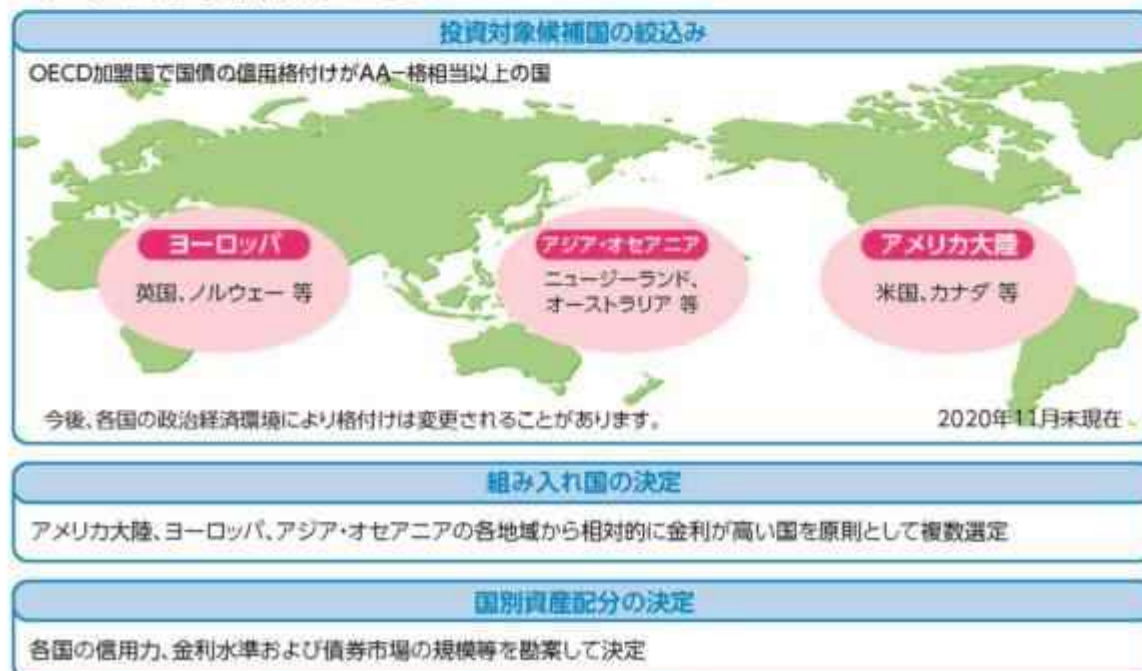 投資対象候補国の絞込み
OECD加盟国で国債の信用格付けがAA-格相当以上の国
ヨーロッパ
英国、ノルウェー 等
アジア・オセアニア
ニュージーランド、
オーストラリア 等
アメリカ大陸
米国、カナダ 等
今後、各国の政治経済環境により格付けは変更されることがあります。
2020年11月末現在
組み入れ国の決定
アメリカ大陸、ヨーロッパ、アジア・オセアニアの各地域から相対的に金利が高い国を原則として複数選定
国別資産配分の決定
各国の信用力、金利水準および債券市場の規模等を勘案して決定